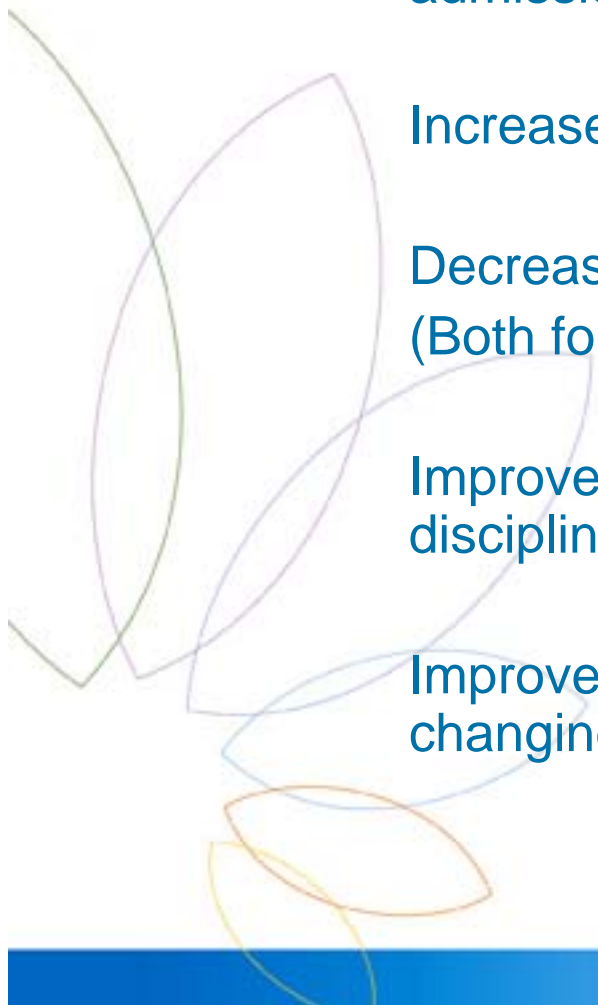 Increase
Decreas
(Both fo
Improve
disciplin
Improve
changin